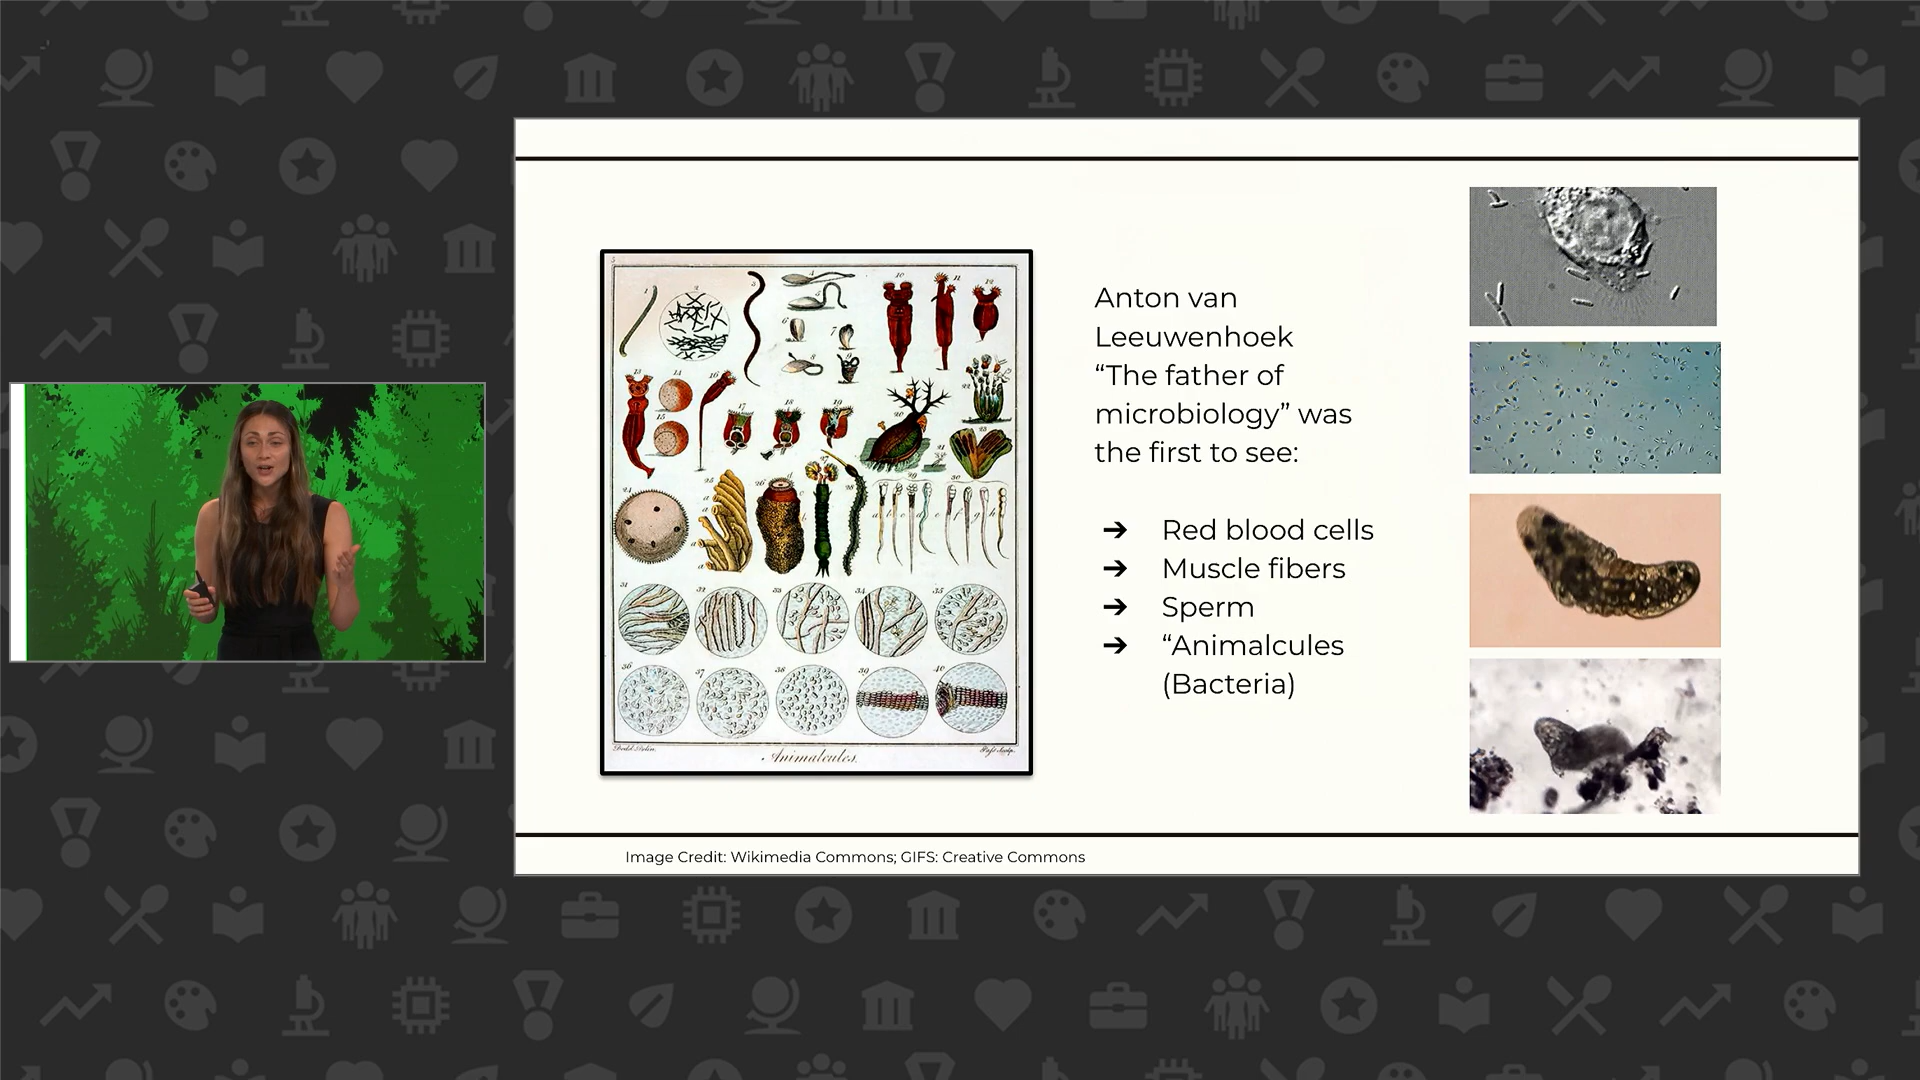 Anton van
Leeuwenhoek
“The father of
microbiology” was
the first to see:
➔ Red blood cells
➔ Muscle fibers
➔ Sperm
➔ “Animalcules
(Bacteria)
Animalcules.
Image Credit: Wikimedia Commons; GIFS: Creative Commons